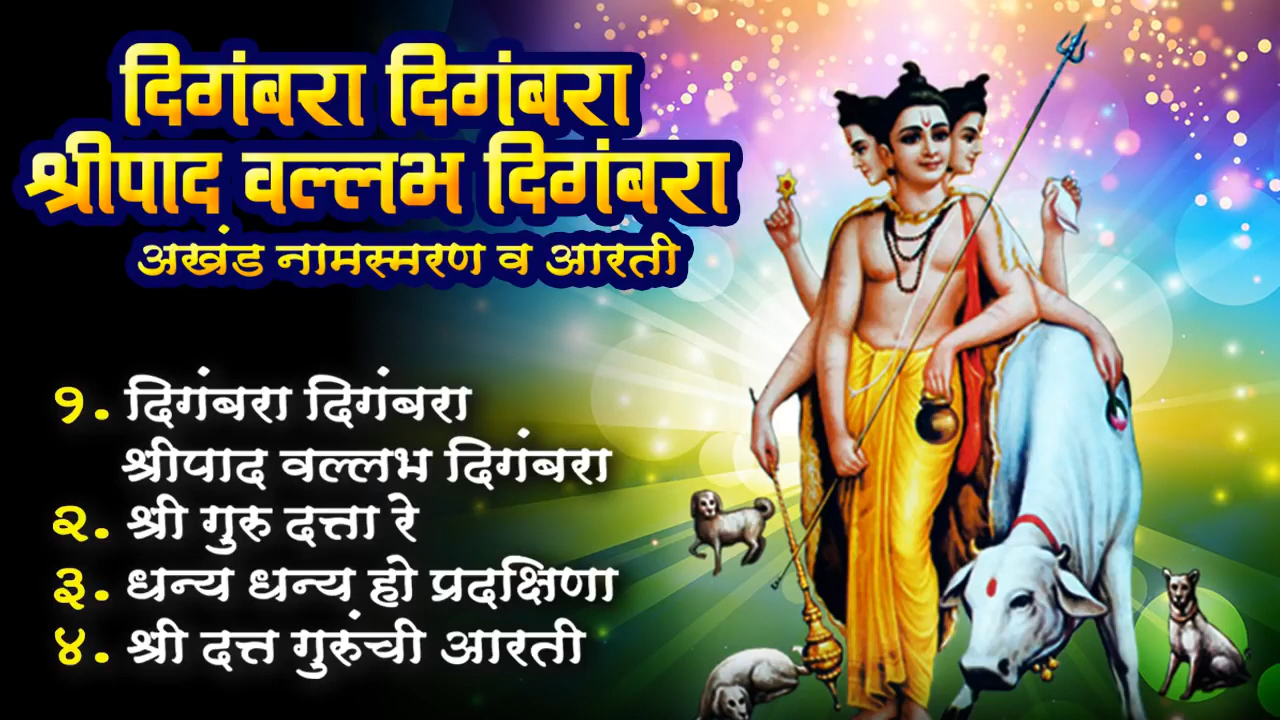 दिगंबरा दिगंबरा
श्रीपाद वल्लभ दिगंबरा
अखंड नामस्मरण व आरती
१. दिगंबरा दिगंबरा
श्रीपाद वल्लभ दिगंबरा
२. श्री गुरु दत्ता रे
३. धन्य धन्य हो प्रदक्षिणा
४. श्री दत्त गुरुंची आरती